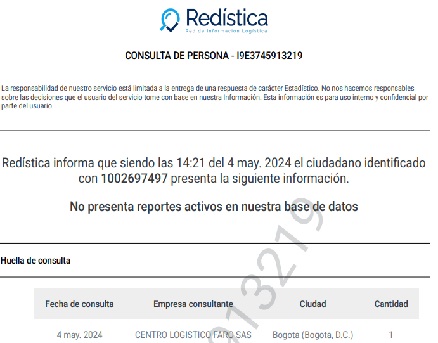 Redística
Red de Información Logística
CONSULTA DE PERSONA - I9E3745913219
La responsabilidad de nuestro servicio está limitada a la entrega de una respuesta de carácter Estadístico. No nos hacemos responsables
sobre las decisiones que el usuario del servicio tome con base en nuestra Información. Esta información es para uso interno y confidencial por
parte del usuario
Redística informa que siendo las 14:21 del 4 may. 2024 el ciudadano identificado
con 1002697497 presenta la siguiente información.
No presenta reportes activos en nuestra base de datos
Huella de consulta
Fecha de consulta Empresa consultante Ciudad Cantidad
4 may. 2024 CENTRO LOGISTICO FARO SAS Bogota (Bogota, D.C.) 1